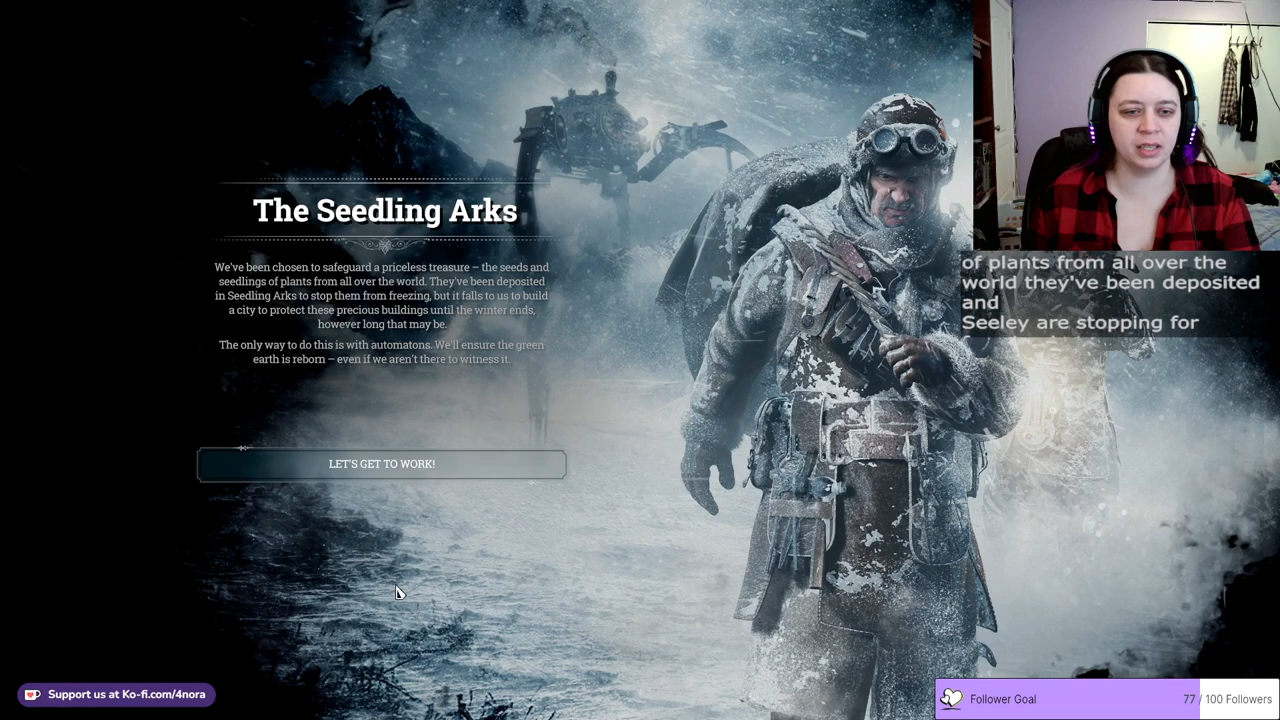 The Seedling Arks
We've been chosen to safeguard a priceless treasure – the seeds and
seedlings of plants from all over the world. They've been deposited
in Seedling Arks to stop them from freezing, but it falls to us to build
a city to protect these precious buildings until the winter ends,
however long that may be.
The only way to do this is with automatons. We'll ensure the green
earth is reborn – even if we aren't there to witness it.
LET'S GET TO WORK!
of plants from all over the
world they've been deposited
and
Seeley are stopping for
Support us at Ko-fi.com/4nora
Follower Goal
77 / 100 Followers